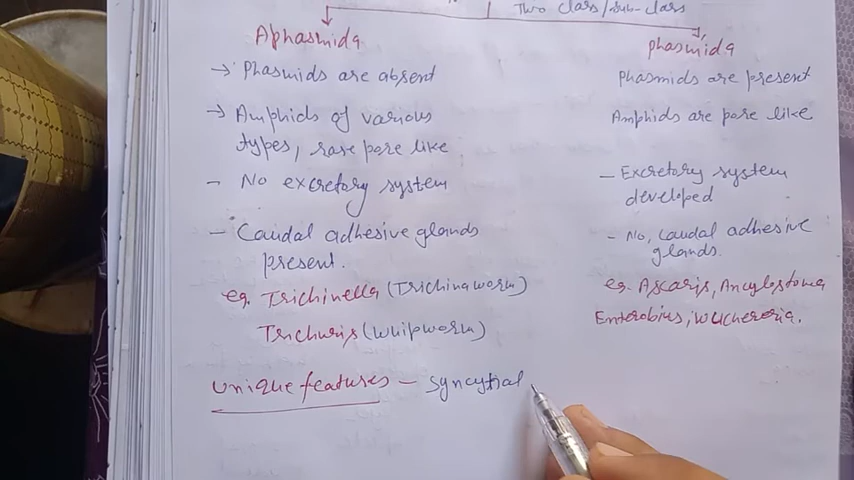 Two class/sub-class
Aphasmida
→ Phasmids are absent
→ Amphids of various
types, rare pore like
- No excretory system
- Caudal adhesive glands
present.
eg. Trichinella (Trichinaworm)
Trichuris (Whipworm)
phasmida
Phasmids are present
Amphids are pore like
- Excretory system
developed
- No, caudal adhesive
glands.
eg. Ascaris, Ancylostoma
Enterobius, Wuchereria.
Unique features - Syncytial